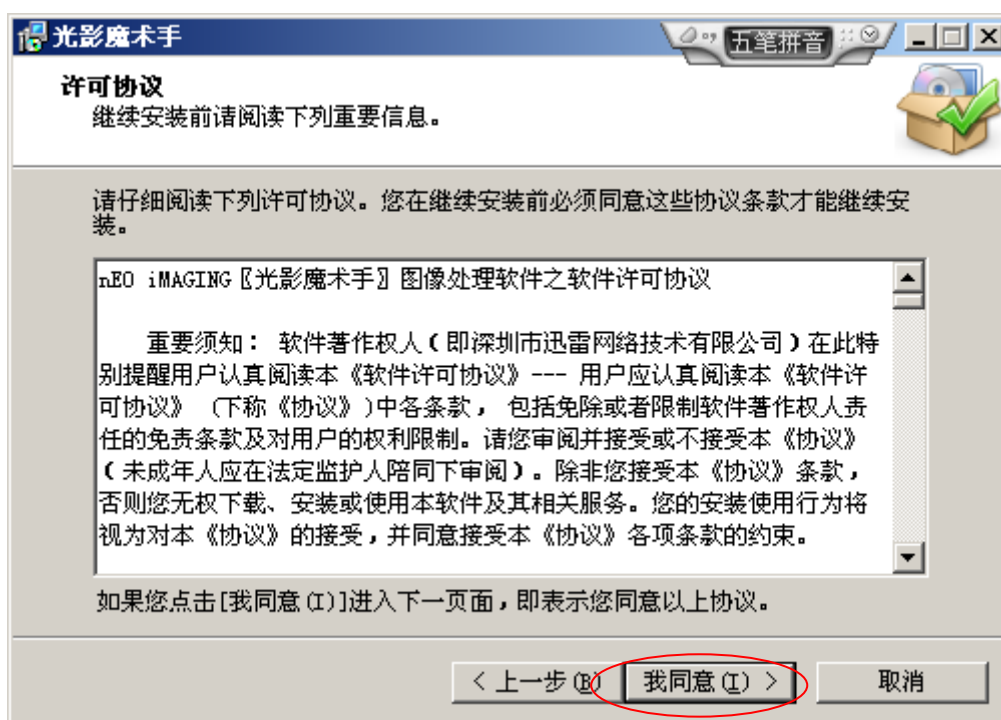 光影魔术手
五笔拼音
许可协议
继续安装前请阅读下列重要信息。
请仔细阅读下列许可协议。您在继续安装前必须同意这些协议条款才能继续安
装。
nEO iMAGING〖光影魔术手〗图像处理软件之软件许可协议
重要须知：  软件著作权人（即深圳市迅雷网络技术有限公司）在此特
别提醒用户认真阅读本《软件许可协议》--- 用户应认真阅读本《软件许
可协议》 （下称《协议》)中各条款， 包括免除或者限制软件著作权人责
任的免责条款及对用户的权利限制。请您审阅并接受或不接受本《协议》
（未成年人应在法定监护人陪同下审阅）。除非您接受本《协议》条款，
否则您无权下载、安装或使用本软件及其相关服务。您的安装使用行为将
视为对本《协议》的接受，并同意接受本《协议》各项条款的约束。
如果您点击[我同意(I)]进入下一页面，即表示您同意以上协议。
< 上一步(B) 我同意(I) > 取消